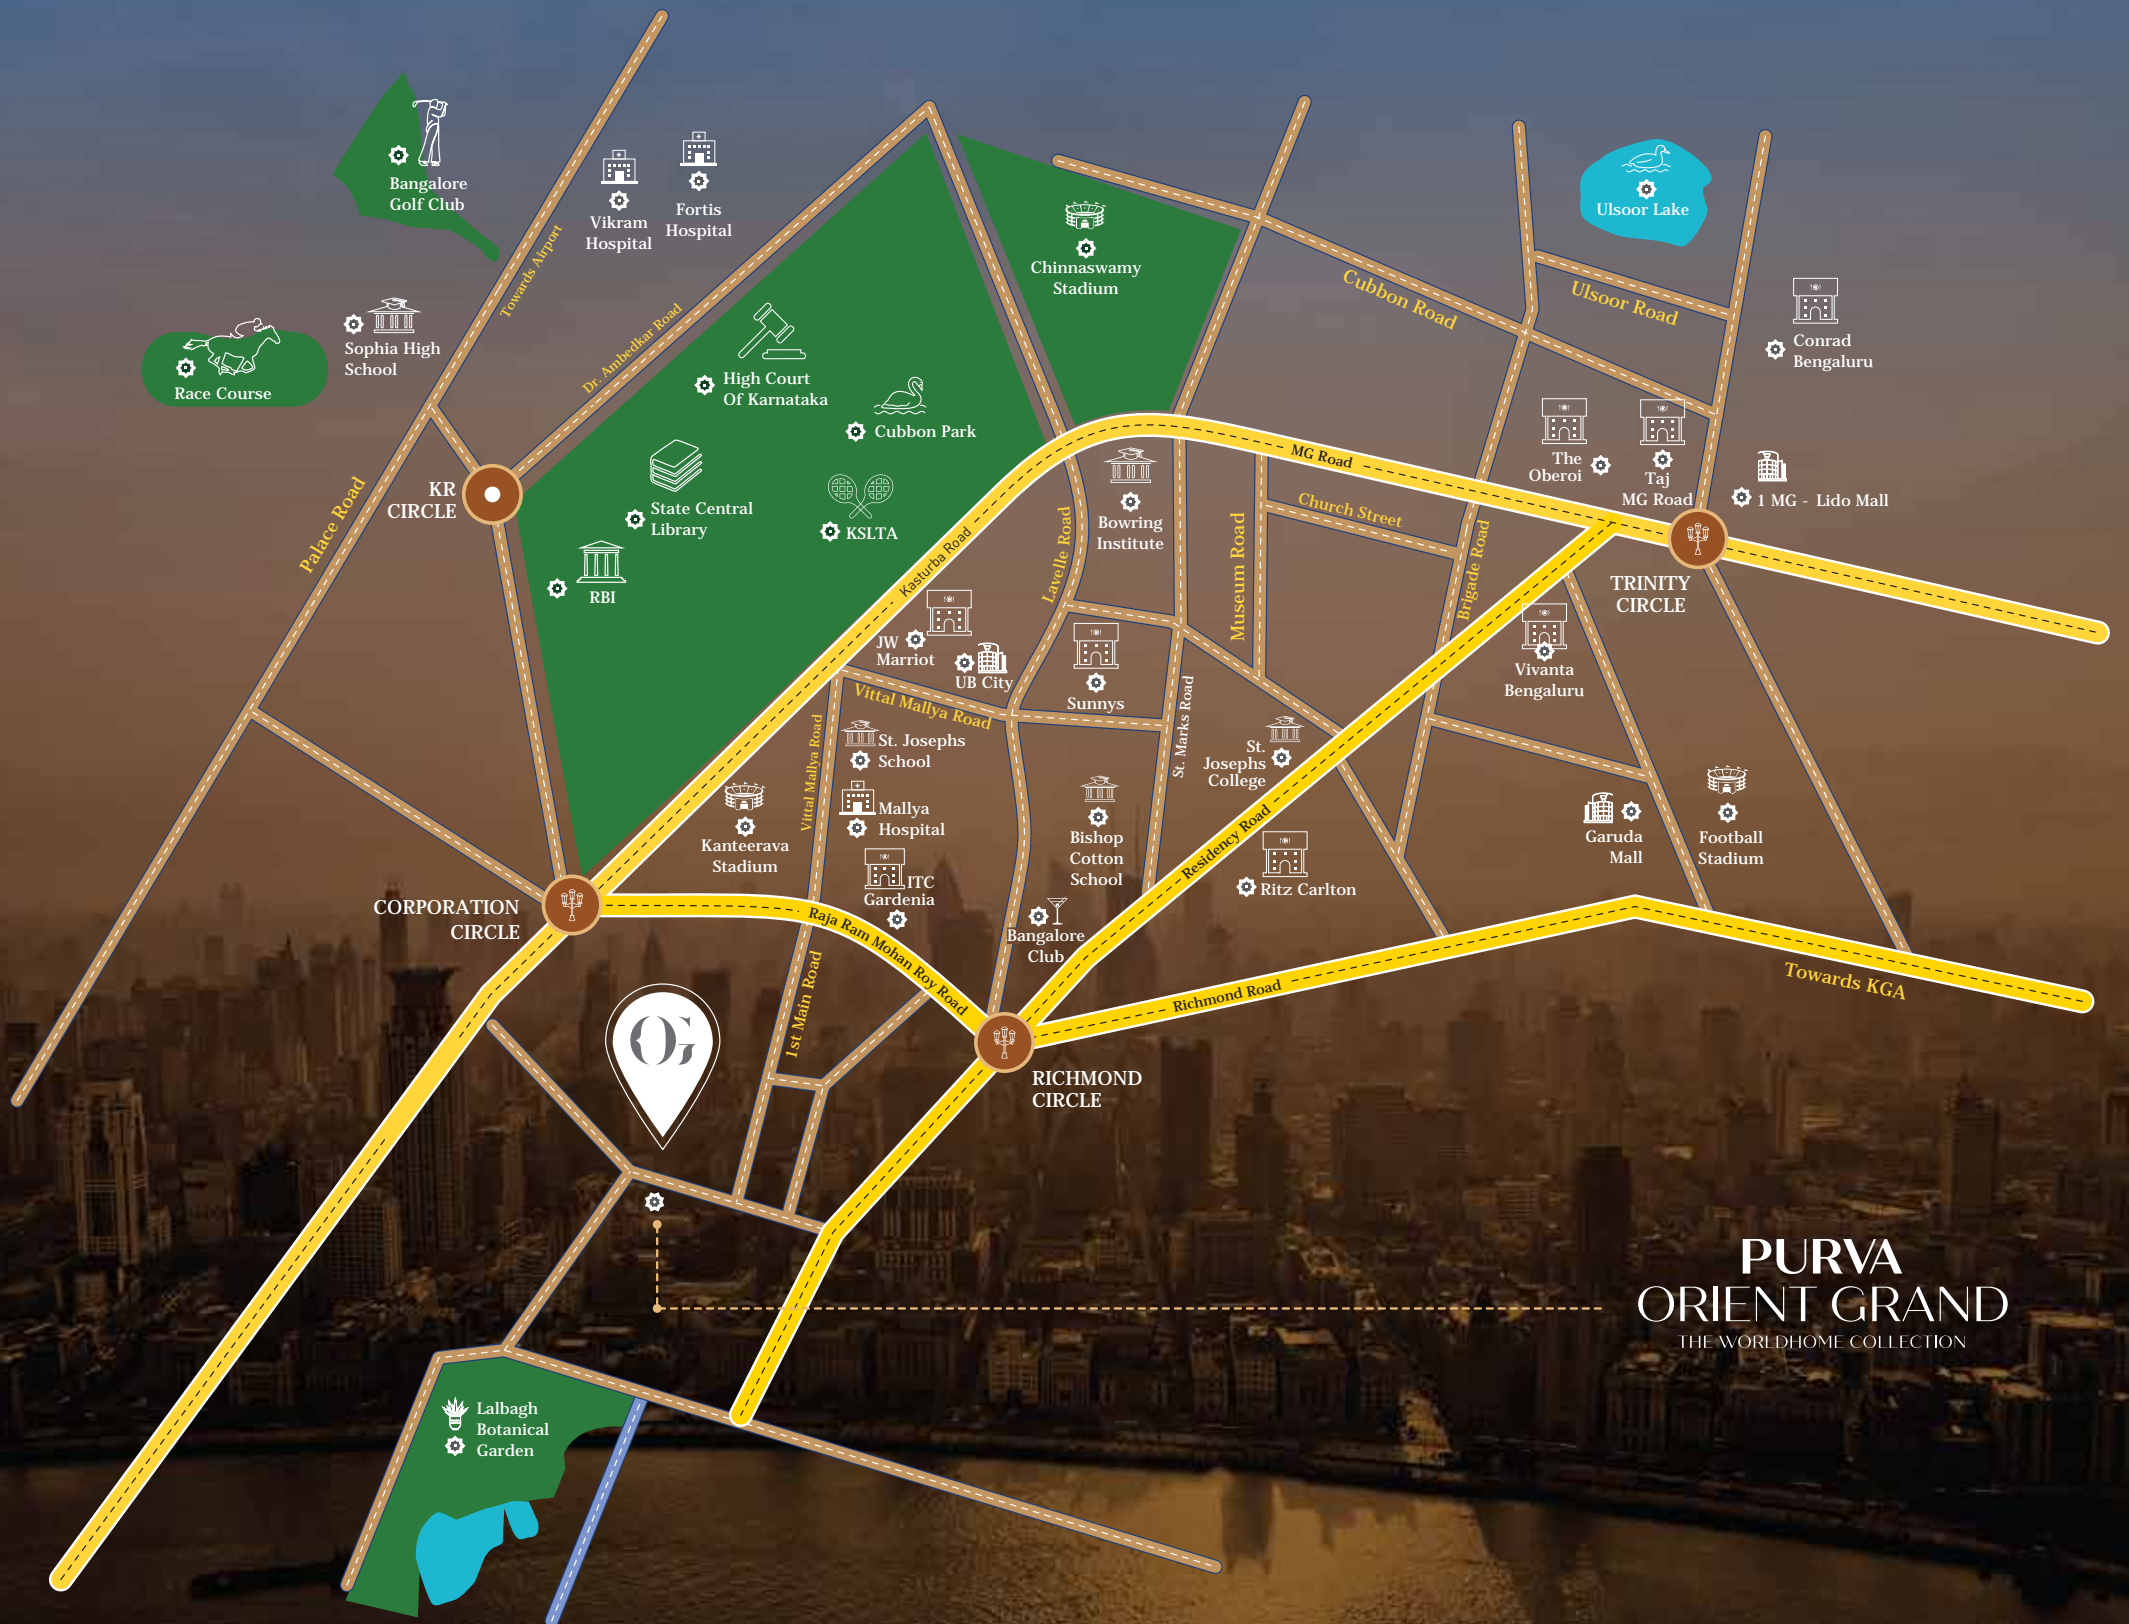 Bangalore
Golf Club
Vikram
Hospital
Fortis
Hospital
Towards Airport
Chinnaswamy
Stadium
Ulsoor Lake
Cubbon Road
Ulsoor Road
Conrad
Bengaluru
Sophia High
School
Race Course
Dr. Ambedkar Road
High Court
Of Karnataka
Cubbon Park
KR
CIRCLE
Palace Road
State Central
Library
KSLTA
RBI
Kasturba Road
MG Road
Bowring
Institute
Lavelle Road
Museum Road
Church Street
Brigade Road
The
Oberoi
Taj
MG Road
1 MG - Lido Mall
TRINITY
CIRCLE
JW
Marriot
UB City
Sunnys
Vivanta
Bengaluru
Vittal Mallya Road
Vittal Mallya Road
St. Josephs
School
St. Marks Road
St.
Josephs
College
Kanteerava
Stadium
Mallya
Hospital
Bishop
Cotton
School
Residency Road
Garuda
Mall
Football
Stadium
ITC
Gardenia
Ritz Carlton
CORPORATION
CIRCLE
Raja Ram Mohan Roy Road
Bangalore
Club
1st Main Road
Richmond Road
Towards KGA
OG
RICHMOND
CIRCLE
PURVA
ORIENT GRAND
THE WORLDHOME COLLECTION
Lalbagh
Botanical
Garden